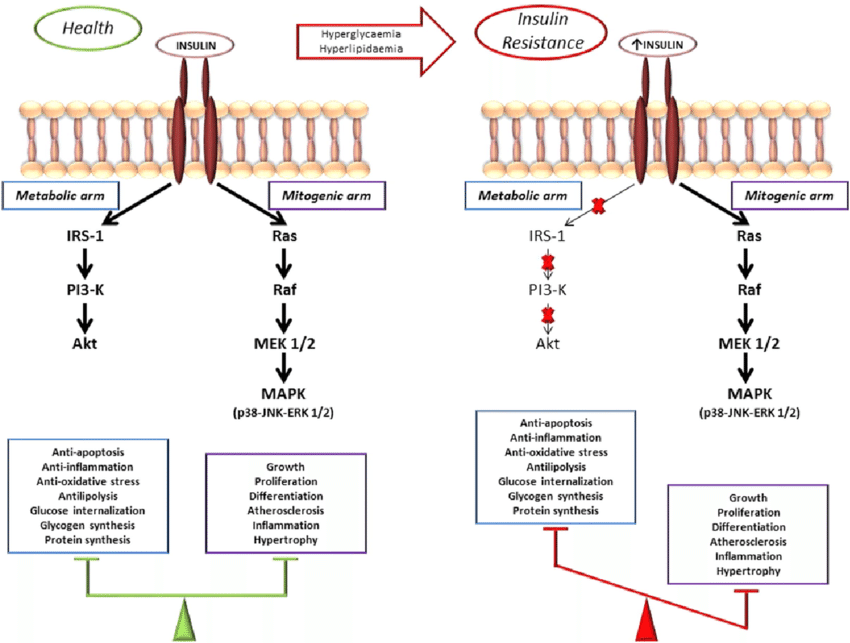 Health
INSULIN
Hyperglycaemia
Hyperlipidaemia
Insulin
Resistance
↑INSULIN
Metabolic arm
Mitogenic arm
IRS-1
PI3-K
Akt
Ras
Raf
MEK 1/2
MAPK
(p38-JNK-ERK 1/2)
Anti-apoptosis
Anti-inflammation
Anti-oxidative stress
Antilipolysis
Glucose internalization
Glycogen synthesis
Protein synthesis
Growth
Proliferation
Differentiation
Atherosclerosis
Inflammation
Hypertrophy
Metabolic arm
Mitogenic arm
IRS-1
PI3-K
Akt
Ras
Raf
MEK 1/2
MAPK
(p38-JNK-ERK 1/2)
Anti-apoptosis
Anti-inflammation
Anti-oxidative stress
Antilipolysis
Glucose internalization
Glycogen synthesis
Protein synthesis
Growth
Proliferation
Differentiation
Atherosclerosis
Inflammation
Hypertrophy